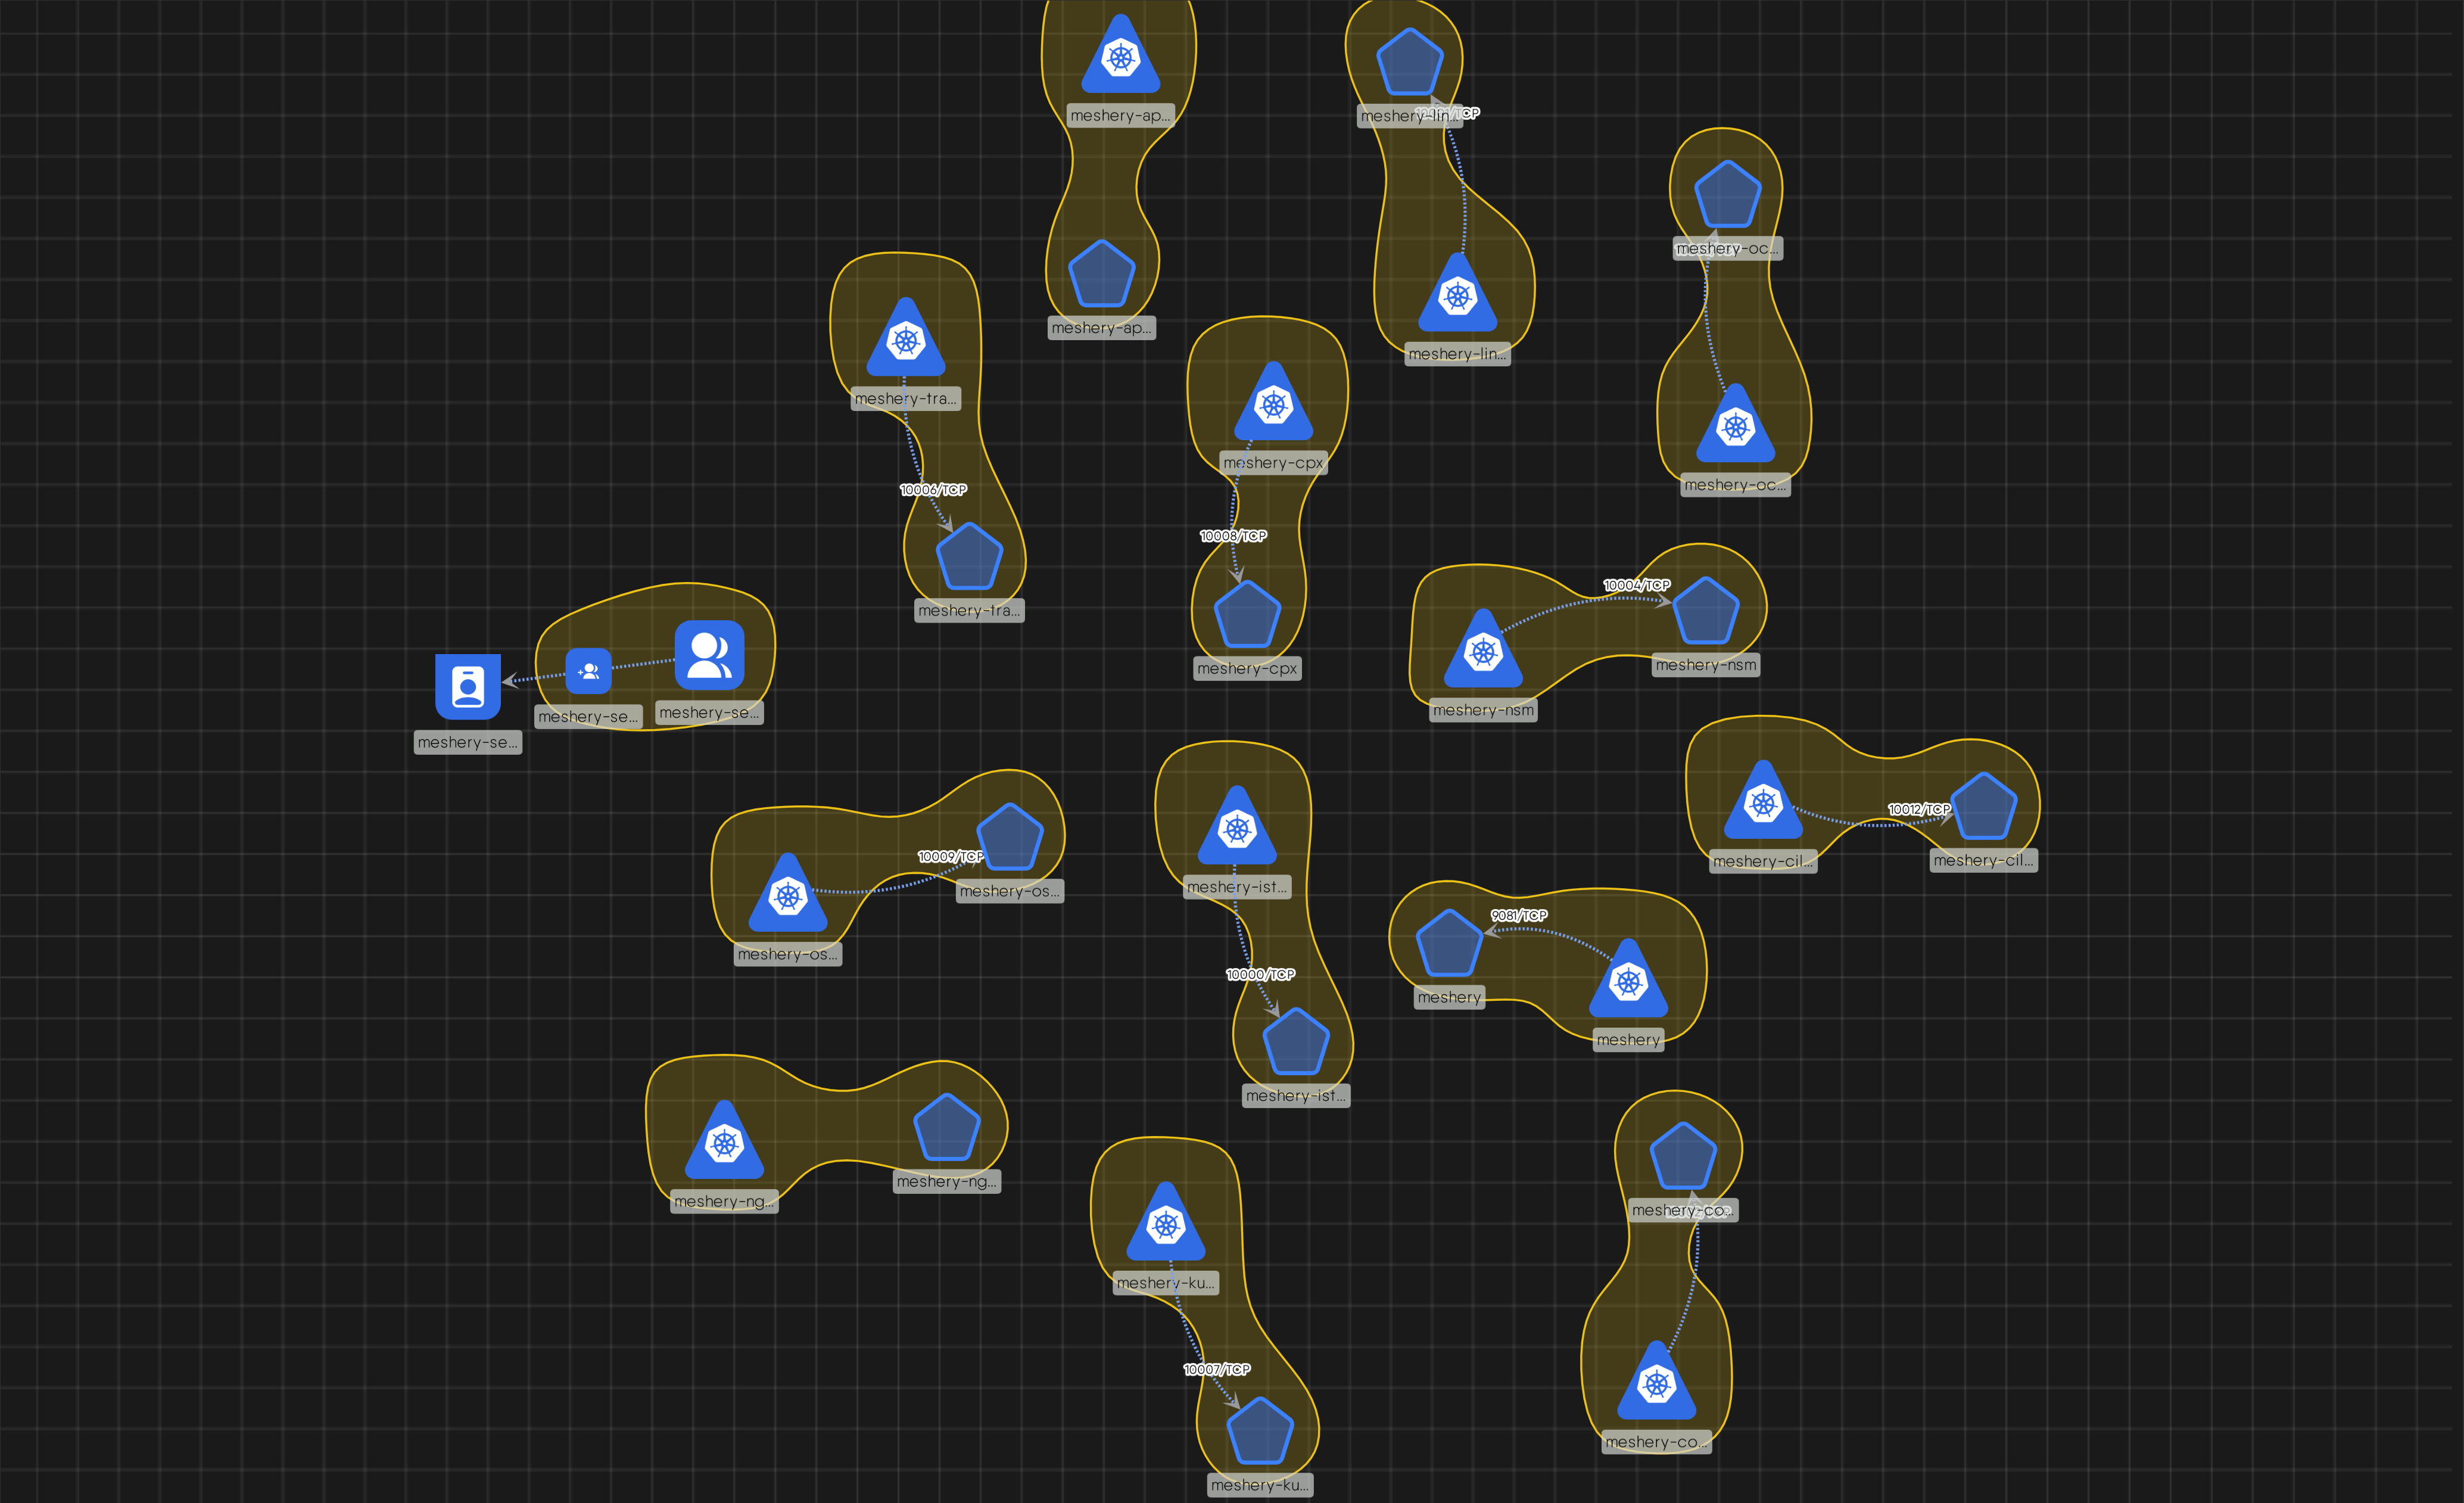 meshery-ap...
meshery-lin...
meshery-oc...
meshery-ap...
meshery-lin...
meshery-tra...
meshery-cpx
meshery-oc...
10006/TCP
10008/TCP
10004/TCP
meshery-tra...
meshery-cpx
meshery-nsm
meshery-nsm
meshery-se...
meshery-se...
meshery-se...
10012/TCP
10009/TCP
meshery-cil...
meshery-cil...
meshery-ist...
meshery-os...
9081/TCP
meshery-os...
10000/TCP
meshery
meshery
meshery-ist...
meshery-ng...
meshery-ng...
meshery-co...
meshery-ku...
10007/TCP
meshery-co...
meshery-ku...